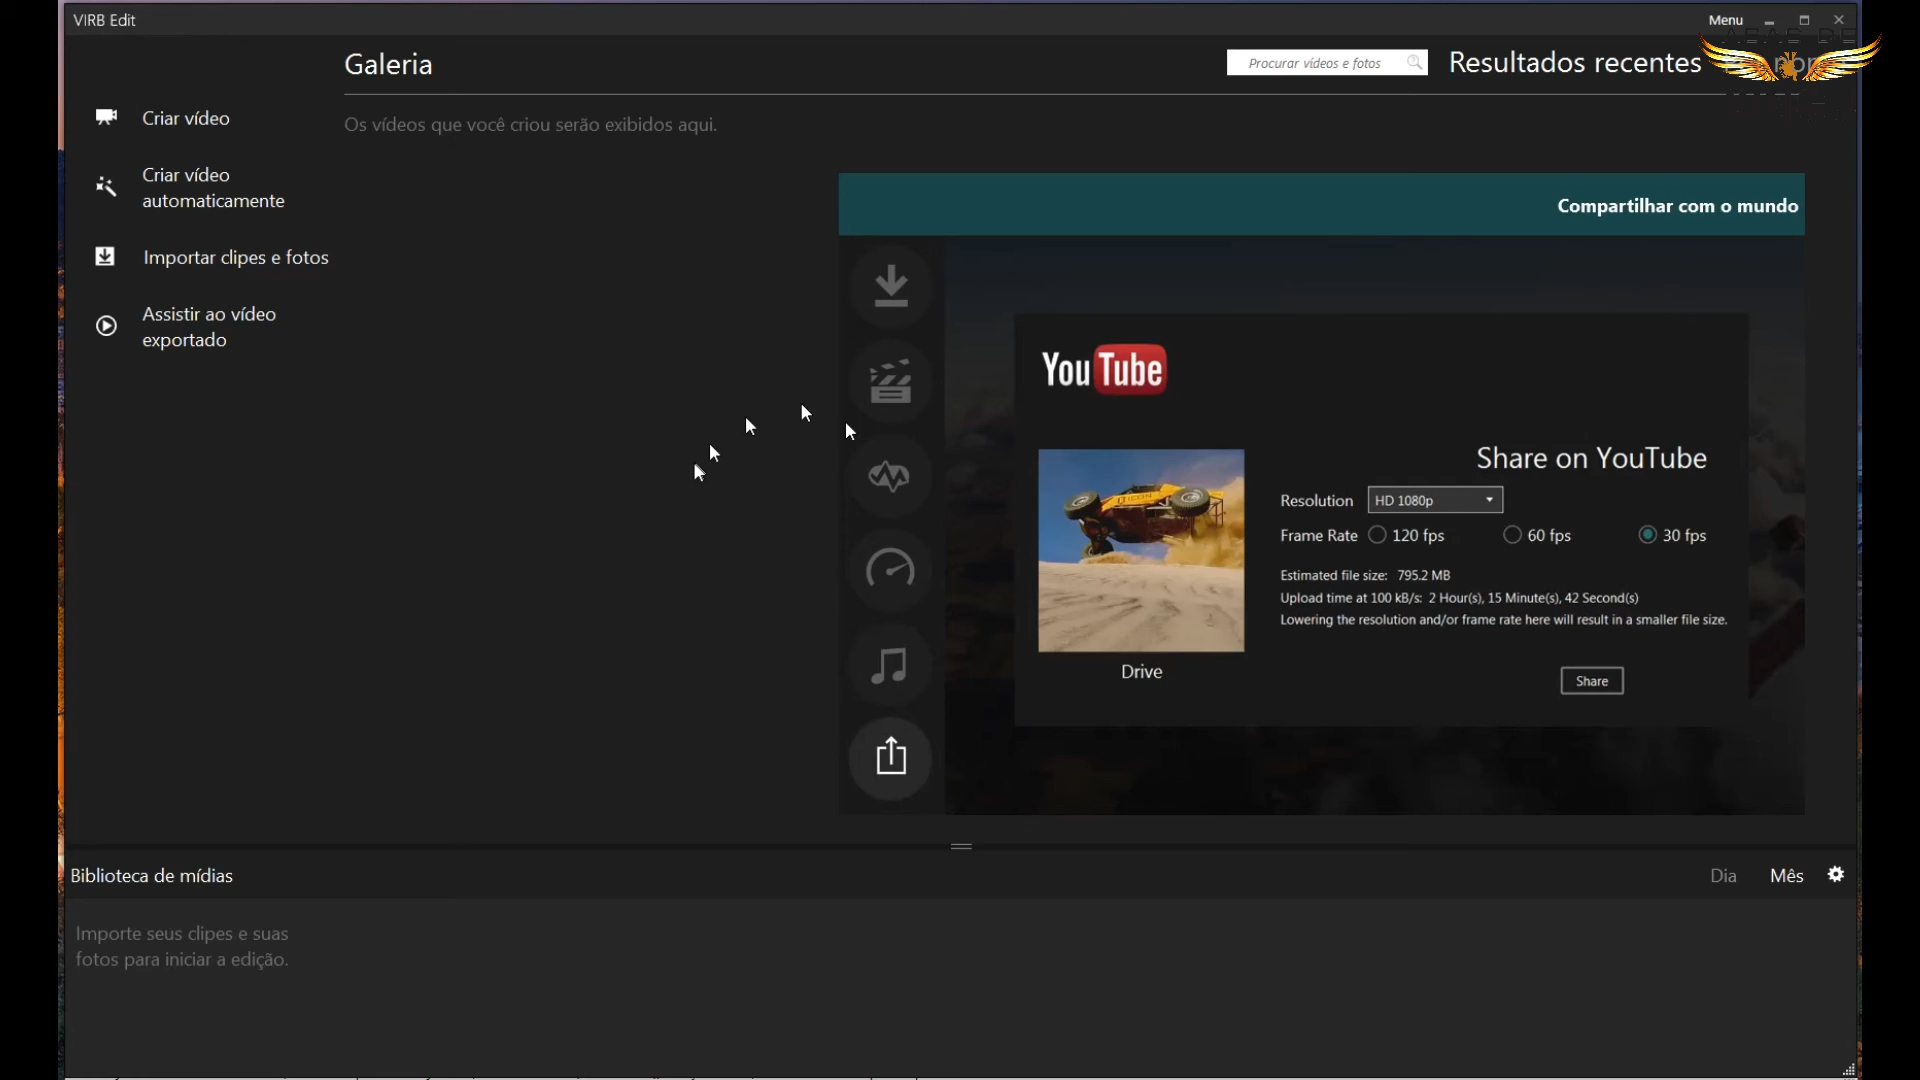 VIRB Edit
Menu
Galeria
Procurar vídeos e fotos
Resultados recentes
Os vídeos que você criou serão exibidos aqui.
Criar vídeo
Criar vídeo
automaticamente
Importar clipes e fotos
Assistir ao vídeo
exportado
Compartilhar com o mundo
YouTube
Share on YouTube
Resolution HD 1080p
Frame Rate 120 fps 60 fps 30 fps
Estimated file size: 795.2 MB
Upload time at 100 kB/s: 2 Hour(s), 15 Minute(s), 42 Second(s)
Lowering the resolution and/or frame rate here will result in a smaller file size.
Drive
Share
Biblioteca de mídias
Dia Mês
Importe seus clipes e suas
fotos para iniciar a edição.